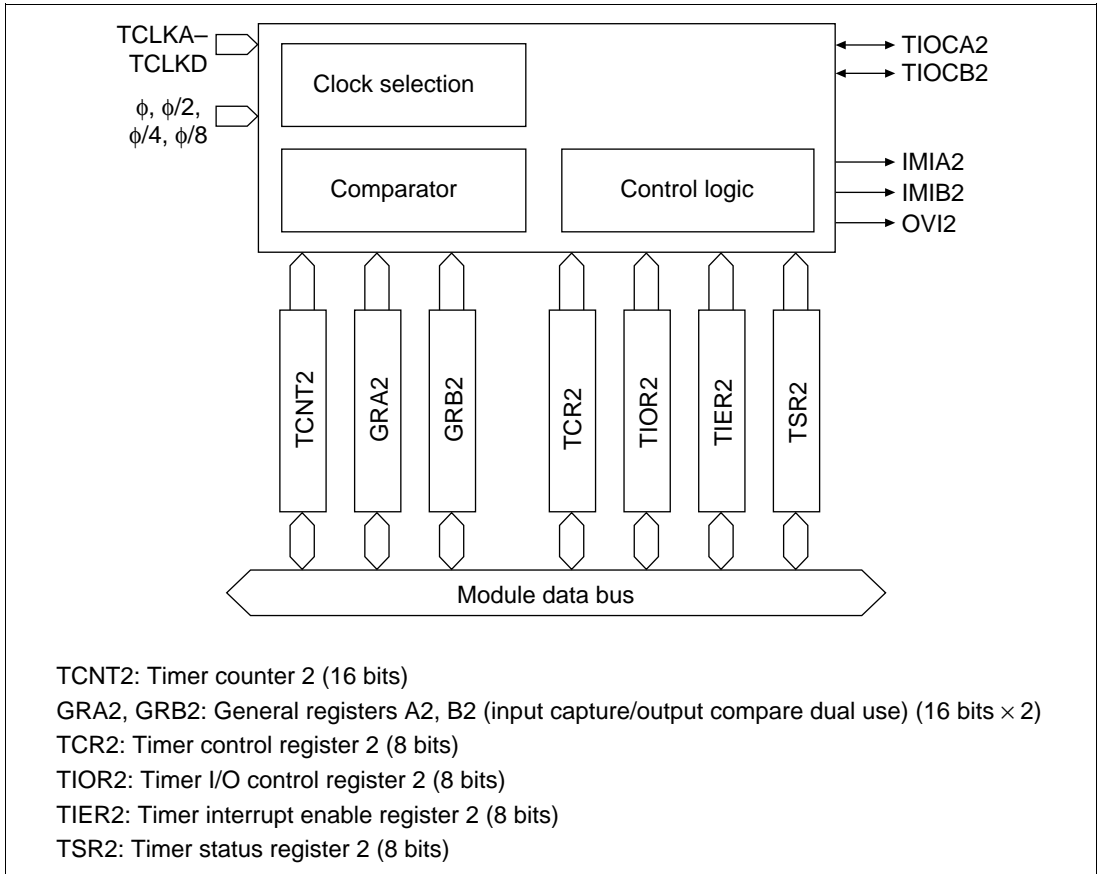 TCLKA–
TCLKD
ϕ, ϕ/2,
ϕ/4, ϕ/8
Clock selection
Comparator
Control logic
TIOCA2
TIOCB2
IMIA2
IMIB2
OVI2
TCNT2
GRA2
GRB2
TCR2
TIOR2
TIER2
TSR2
Module data bus
TCNT2: Timer counter 2 (16 bits)
GRA2, GRB2: General registers A2, B2 (input capture/output compare dual use) (16 bits × 2)
TCR2: Timer control register 2 (8 bits)
TIOR2: Timer I/O control register 2 (8 bits)
TIER2: Timer interrupt enable register 2 (8 bits)
TSR2: Timer status register 2 (8 bits)